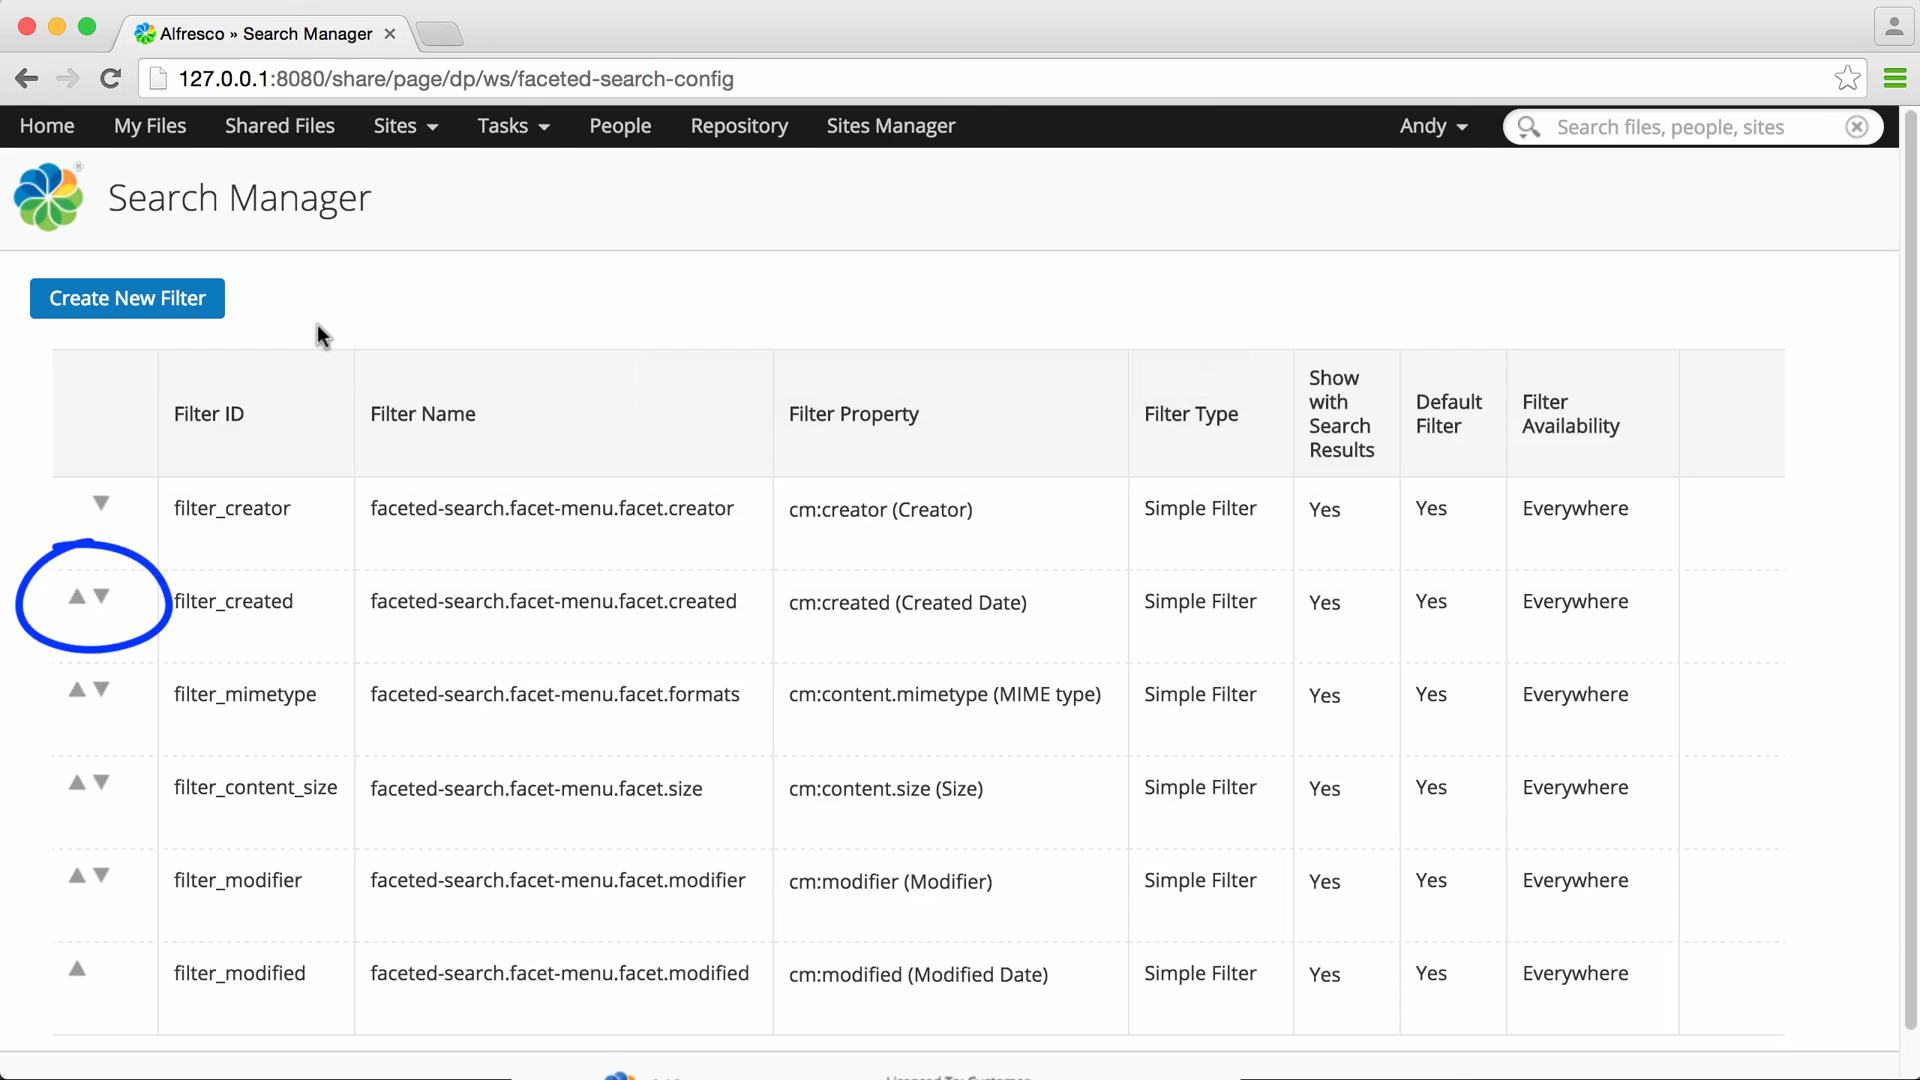 Alfresco » Search Manager
127.0.0.1:8080/share/page/dp/ws/faceted-search-config
Home My Files Shared Files Sites Tasks People Repository Sites Manager Andy Search files, people, sites
Search Manager
Create New Filter
Filter ID Filter Name Filter Property Filter Type Show with Search Results Default Filter Filter Availability
filter_creator faceted-search.facet-menu.facet.creator cm:creator (Creator) Simple Filter Yes Yes Everywhere
filter_created faceted-search.facet-menu.facet.created cm:created (Created Date) Simple Filter Yes Yes Everywhere
filter_mimetype faceted-search.facet-menu.facet.formats cm:content.mimetype (MIME type) Simple Filter Yes Yes Everywhere
filter_content_size faceted-search.facet-menu.facet.size cm:content.size (Size) Simple Filter Yes Yes Everywhere
filter_modifier faceted-search.facet-menu.facet.modifier cm:modifier (Modifier) Simple Filter Yes Yes Everywhere
filter_modified faceted-search.facet-menu.facet.modified cm:modified (Modified Date) Simple Filter Yes Yes Everywhere